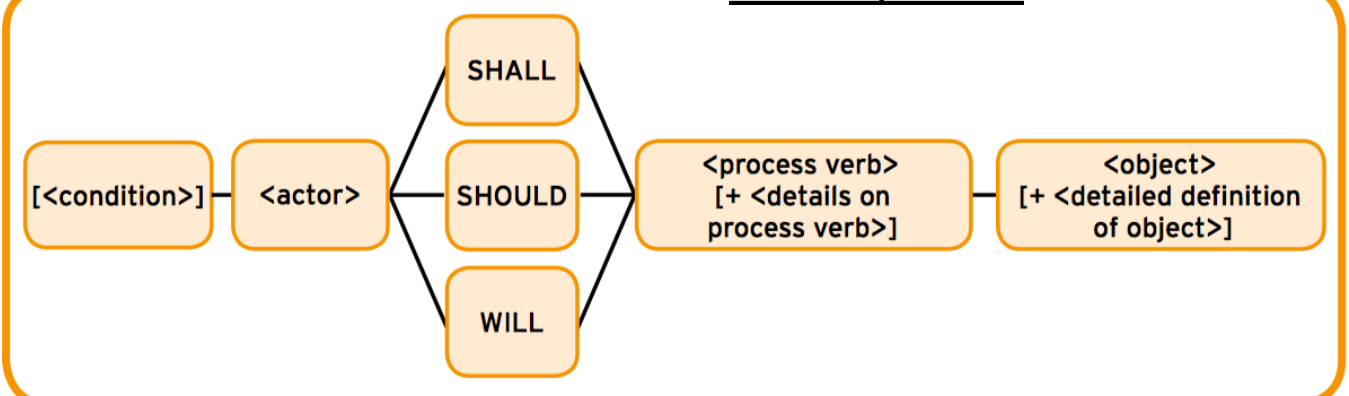 [<condition>]
<actor>
SHALL
SHOULD
WILL
<process verb>
[+ <details on
process verb>]
<object>
[+ <detailed definition
of object>]